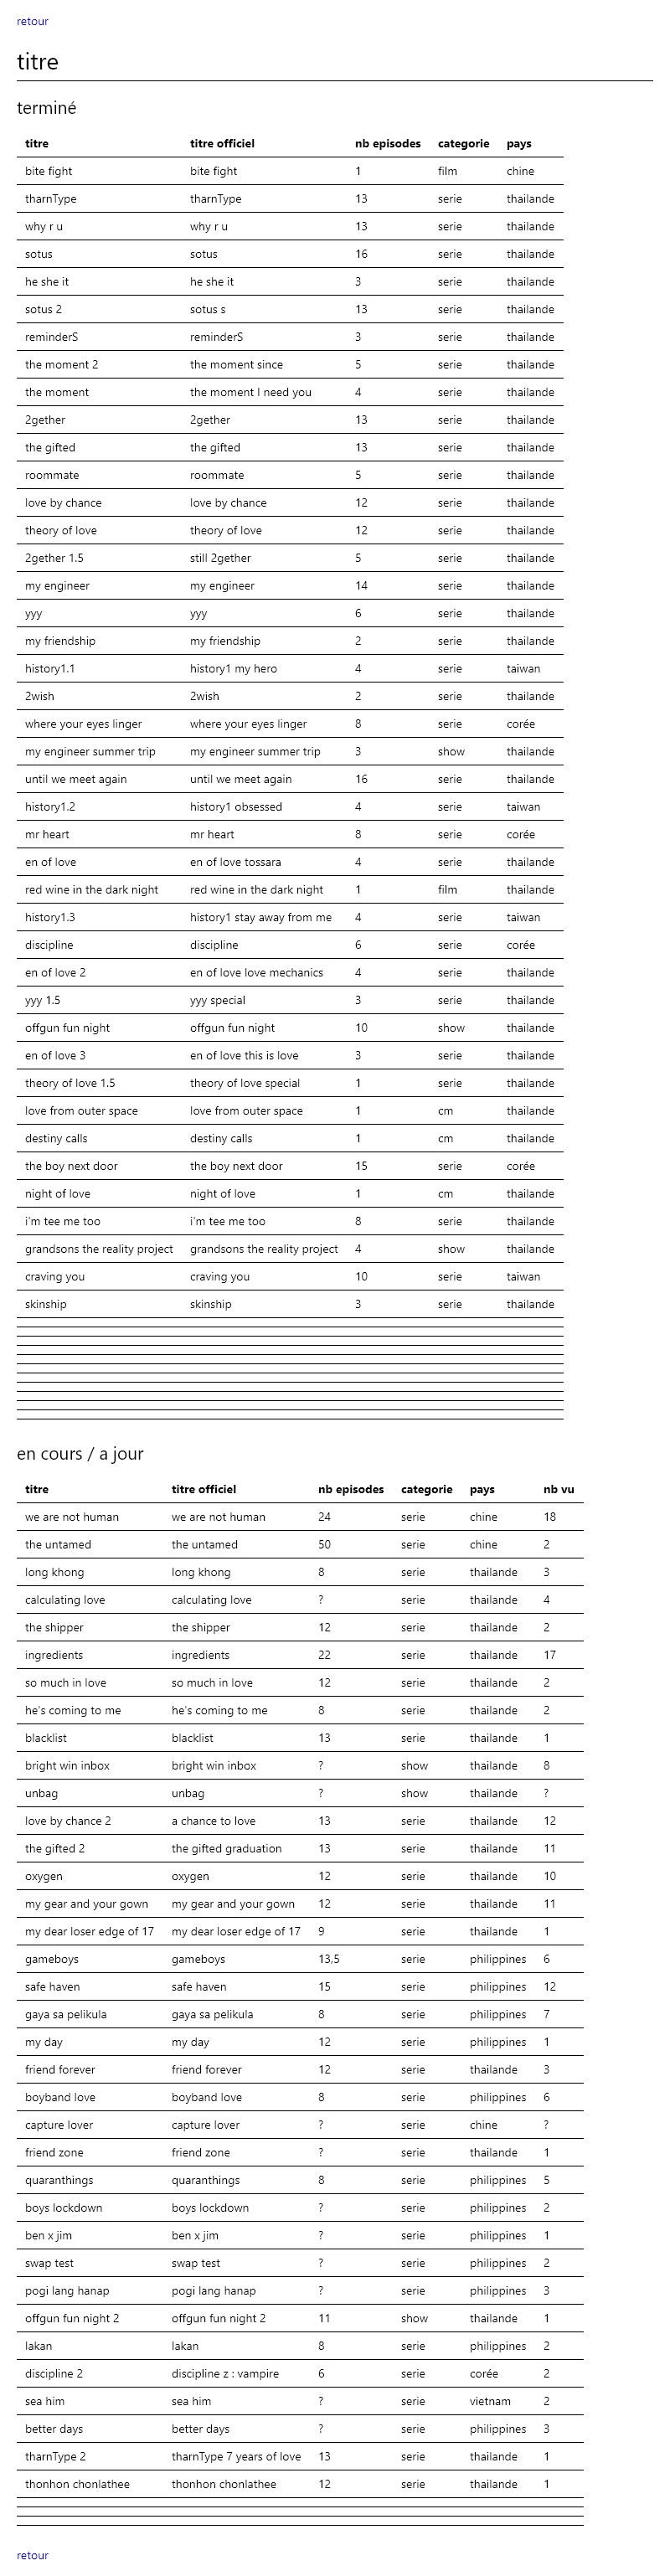 retour
titre
terminé
titre titre officiel nb episodes categorie pays
bite fight bite fight 1 film chine
tharnType tharnType 13 serie thailande
why r u why r u 13 serie thailande
sotus sotus 16 serie thailande
he she it he she it 3 serie thailande
sotus 2 sotus s 13 serie thailande
reminderS reminderS 3 serie thailande
the moment 2 the moment since 5 serie thailande
the moment the moment I need you 4 serie thailande
2gether 2gether 13 serie thailande
the gifted the gifted 13 serie thailande
roommate roommate 5 serie thailande
love by chance love by chance 12 serie thailande
theory of love theory of love 12 serie thailande
2gether 1.5 still 2gether 5 serie thailande
my engineer my engineer 14 serie thailande
yyy yyy 6 serie thailande
my friendship my friendship 2 serie thailande
history1.1 history1 my hero 4 serie taiwan
2wish 2wish 2 serie thailande
where your eyes linger where your eyes linger 8 serie corée
my engineer summer trip my engineer summer trip 3 show thailande
until we meet again until we meet again 16 serie thailande
history1.2 history1 obsessed 4 serie taiwan
mr heart mr heart 8 serie corée
en of love en of love tossara 4 serie thailande
red wine in the dark night red wine in the dark night 1 film thailande
history1.3 history1 stay away from me 4 serie taiwan
discipline discipline 6 serie corée
en of love 2 en of love love mechanics 4 serie thailande
yyy 1.5 yyy special 3 serie thailande
offgun fun night offgun fun night 10 show thailande
en of love 3 en of love this is love 3 serie thailande
theory of love 1.5 theory of love special 1 serie thailande
love from outer space love from outer space 1 cm thailande
destiny calls destiny calls 1 cm thailande
the boy next door the boy next door 15 serie corée
night of love night of love 1 cm thailande
i'm tee me too i'm tee me too 8 serie thailande
grandsons the reality project grandsons the reality project 4 show thailande
craving you craving you 10 serie taiwan
skinship skinship 3 serie thailande
en cours / a jour
titre titre officiel nb episodes categorie pays nb vu
we are not human we are not human 24 serie chine 18
the untamed the untamed 50 serie chine 2
long khong long khong 8 serie thailande 3
calculating love calculating love ? serie thailande 4
the shipper the shipper 12 serie thailande 2
ingredients ingredients 22 serie thailande 17
so much in love so much in love 12 serie thailande 2
he's coming to me he's coming to me 8 serie thailande 2
blacklist blacklist 13 serie thailande 1
bright win inbox bright win inbox ? show thailande 8
unbag unbag ? show thailande ?
love by chance 2 a chance to love 13 serie thailande 12
the gifted 2 the gifted graduation 13 serie thailande 11
oxygen oxygen 12 serie thailande 10
my gear and your gown my gear and your gown 12 serie thailande 11
my dear loser edge of 17 my dear loser edge of 17 9 serie thailande 1
gameboys gameboys 13,5 serie philippines 6
safe haven safe haven 15 serie philippines 12
gaya sa pelikula gaya sa pelikula 8 serie philippines 7
my day my day 12 serie philippines 1
friend forever friend forever 12 serie thailande 3
boyband love boyband love 8 serie philippines 6
capture lover capture lover ? serie chine ?
friend zone friend zone ? serie thailande 1
quaranthings quaranthings 8 serie philippines 5
boys lockdown boys lockdown ? serie philippines 2
ben x jim ben x jim ? serie philippines 1
swap test swap test ? serie philippines 2
pogi lang hanap pogi lang hanap ? serie philippines 3
offgun fun night 2 offgun fun night 2 11 show thailande 1
lakan lakan 8 serie philippines 2
discipline 2 discipline z : vampire 6 serie corée 2
sea him sea him ? serie vietnam 2
better days better days ? serie philippines 3
tharnType 2 tharnType 7 years of love 13 serie thailande 1
thonhon chonlathee thonhon chonlathee 12 serie thailande 1
retour